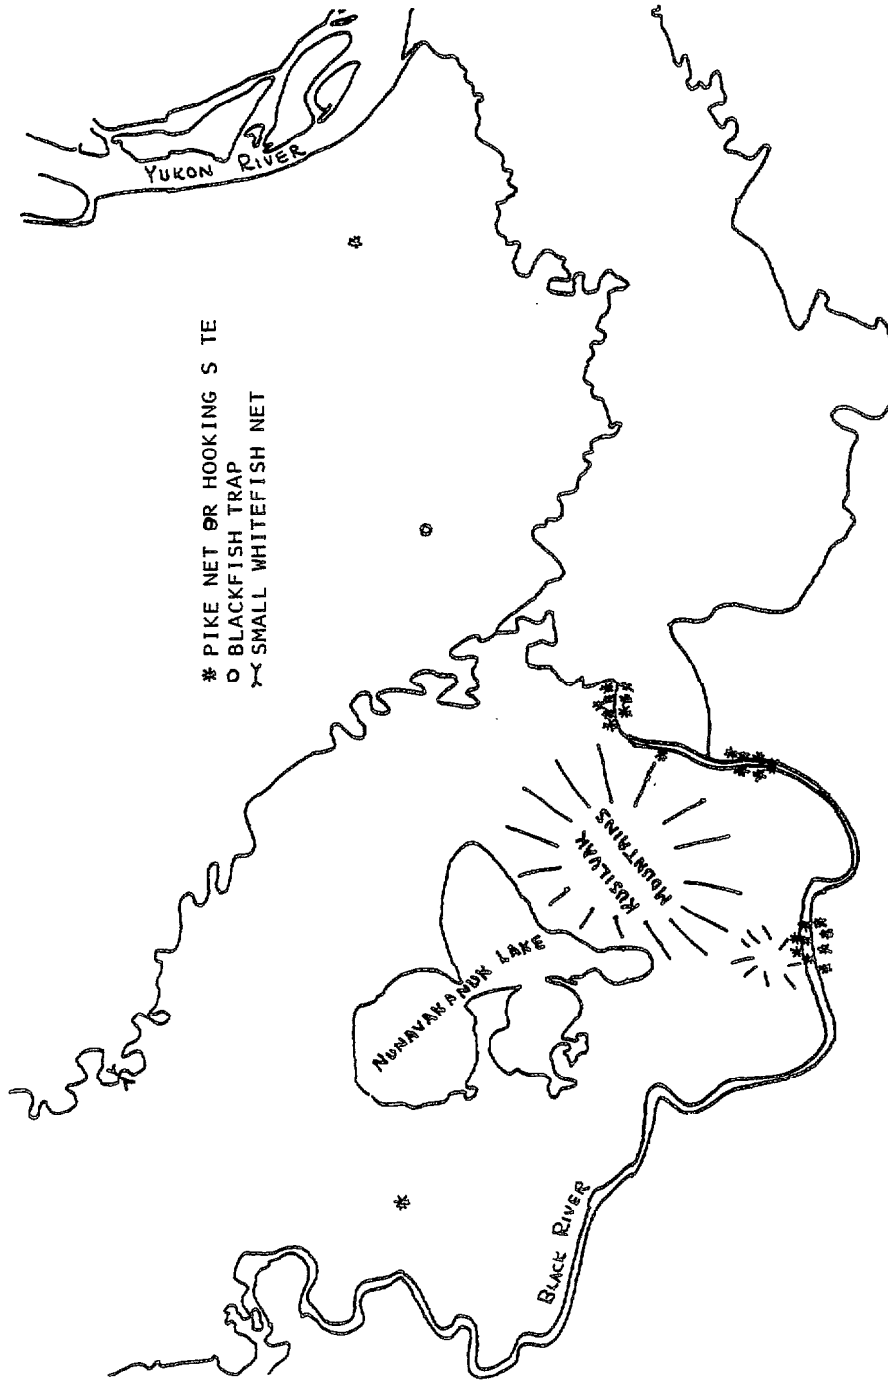 YUKON RIVER
* PIKE NET OR HOOKING S TE
O BLACKFISH TRAP
SMALL WHITEFISH NET
KUSILVAK
MOUNTAINS
NUNAVAKANUK LAKE
BLACK RIVER